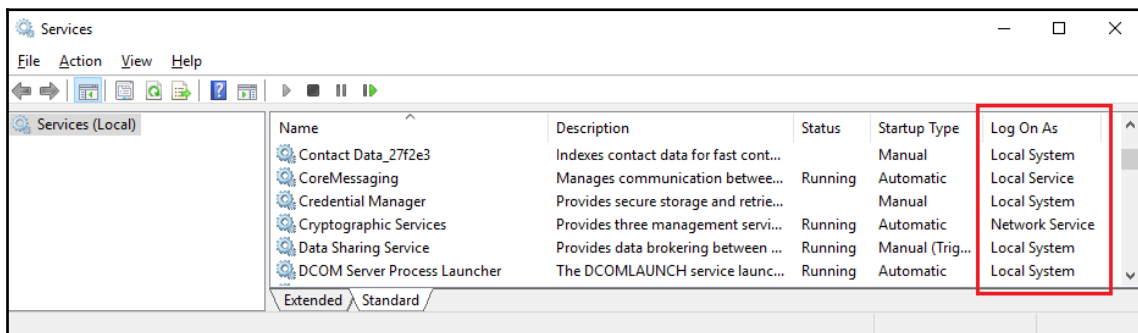 Services
File Action View Help
Services (Local)
Name Description Status Startup Type Log On As
Contact Data_27f2e3 Indexes contact data for fast cont... Manual Local System
CoreMessaging Manages communication betwee... Running Automatic Local Service
Credential Manager Provides secure storage and retrie... Manual Local System
Cryptographic Services Provides three management servi... Running Automatic Network Service
Data Sharing Service Provides data brokering between ... Running Manual (Trig... Local System
DCOM Server Process Launcher The DCOMLAUNCH service launc... Running Automatic Local System
Extended Standard